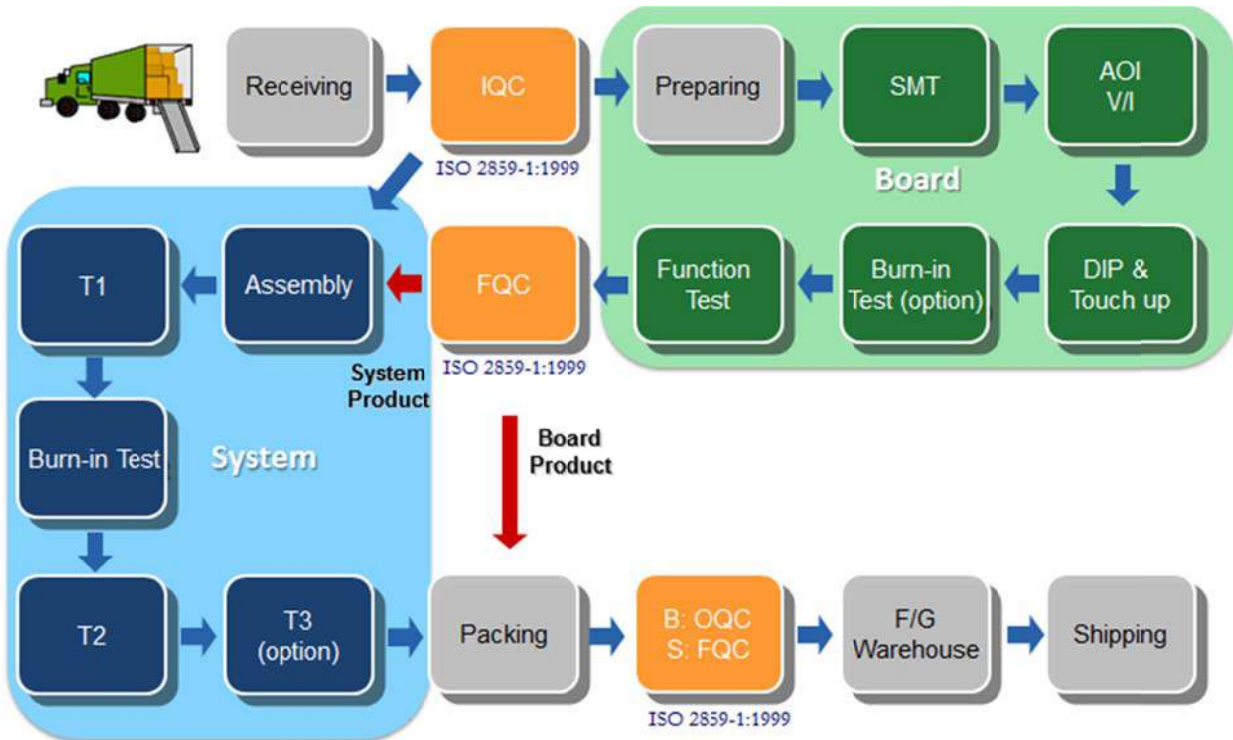 Receiving
IQC
ISO 2859-1:1999
Preparing
SMT
AOI
V/I
Board
T1
Assembly
FQC
ISO 2859-1:1999
Function
Test
Burn-in
Test (option)
DIP &
Touch up
System
Product
Burn-in Test
System
Board
Product
T2
T3
(option)
Packing
B: OQC
S: FQC
ISO 2859-1:1999
F/G
Warehouse
Shipping